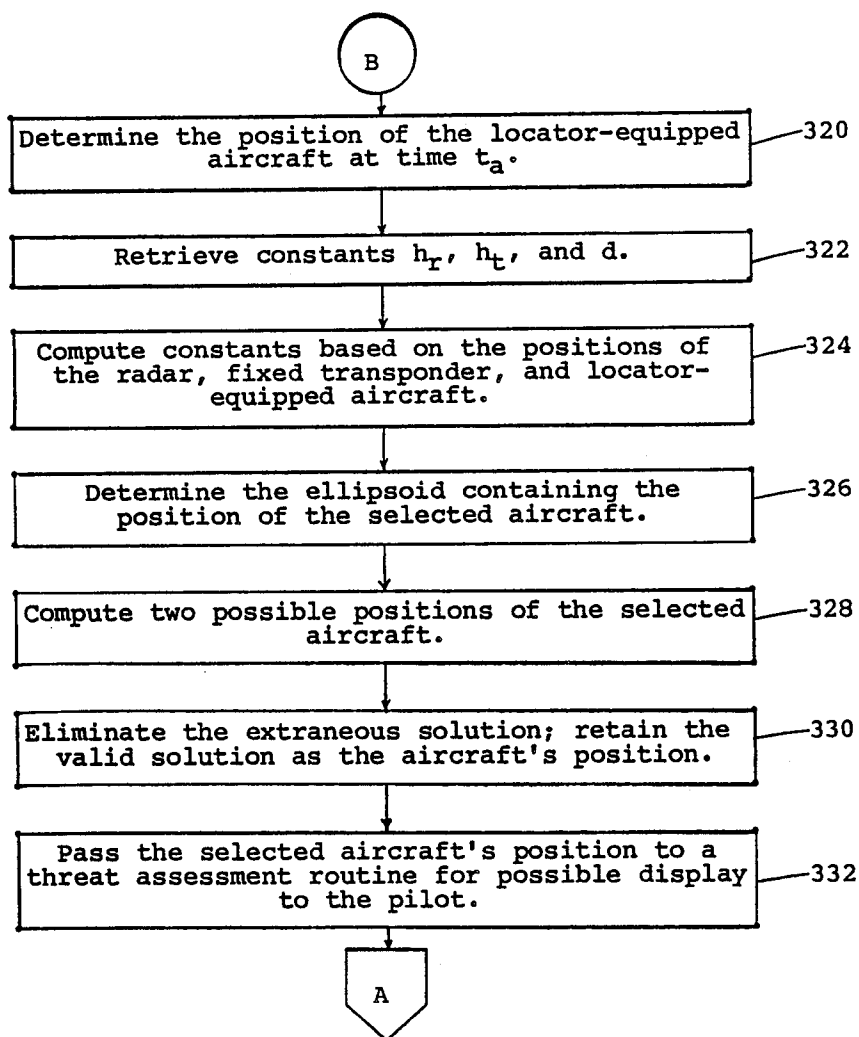 B
Determine the position of the locator-equipped
aircraft at time tₐ.
320
Retrieve constants hᵣ, hₜ, and d.
322
Compute constants based on the positions of
the radar, fixed transponder, and locator-
equipped aircraft.
324
Determine the ellipsoid containing the
position of the selected aircraft.
326
Compute two possible positions of the selected
aircraft.
328
Eliminate the extraneous solution; retain the
valid solution as the aircraft's position.
330
Pass the selected aircraft's position to a
threat assessment routine for possible display
to the pilot.
332
A